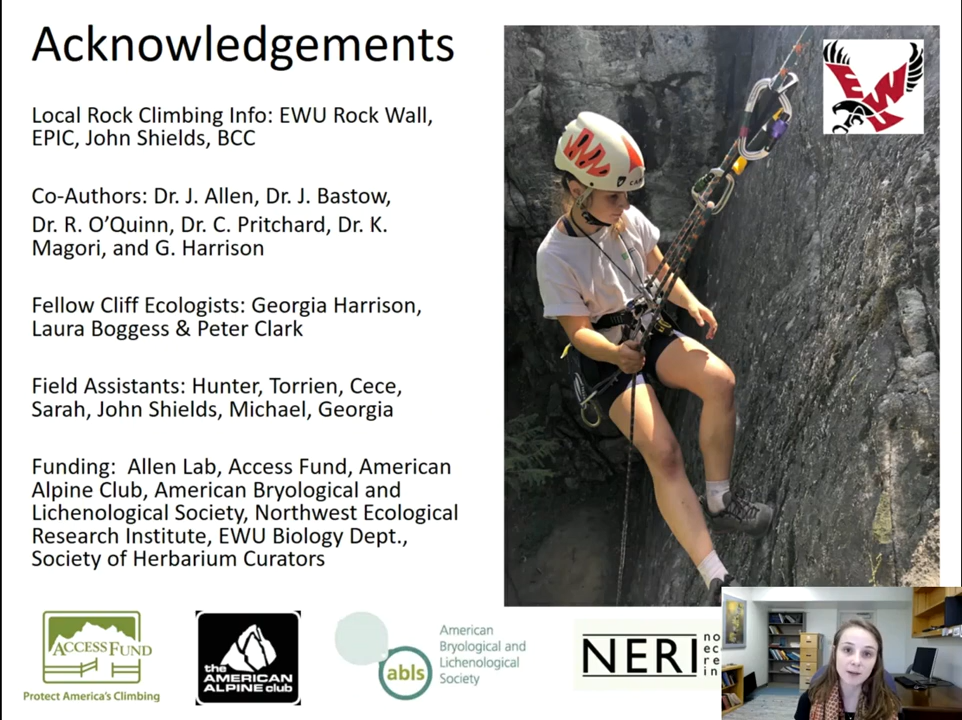 Acknowledgements
Local Rock Climbing Info: EWU Rock Wall,
EPIC, John Shields, BCC
Co-Authors: Dr. J. Allen, Dr. J. Bastow,
Dr. R. O'Quinn, Dr. C. Pritchard, Dr. K.
Magori, and G. Harrison
Fellow Cliff Ecologists: Georgia Harrison,
Laura Boggess & Peter Clark
Field Assistants: Hunter, Torrien, Cece,
Sarah, John Shields, Michael, Georgia
Funding: Allen Lab, Access Fund, American
Alpine Club, American Bryological and
Lichenological Society, Northwest Ecological
Research Institute, EWU Biology Dept.,
Society of Herbarium Curators
EWU
ACCESS FUND
Protect America's Climbing
the
AMERICAN
ALPINE club
abls
American
Bryological and
Lichenological
Society
NERI
no
ec
re
in